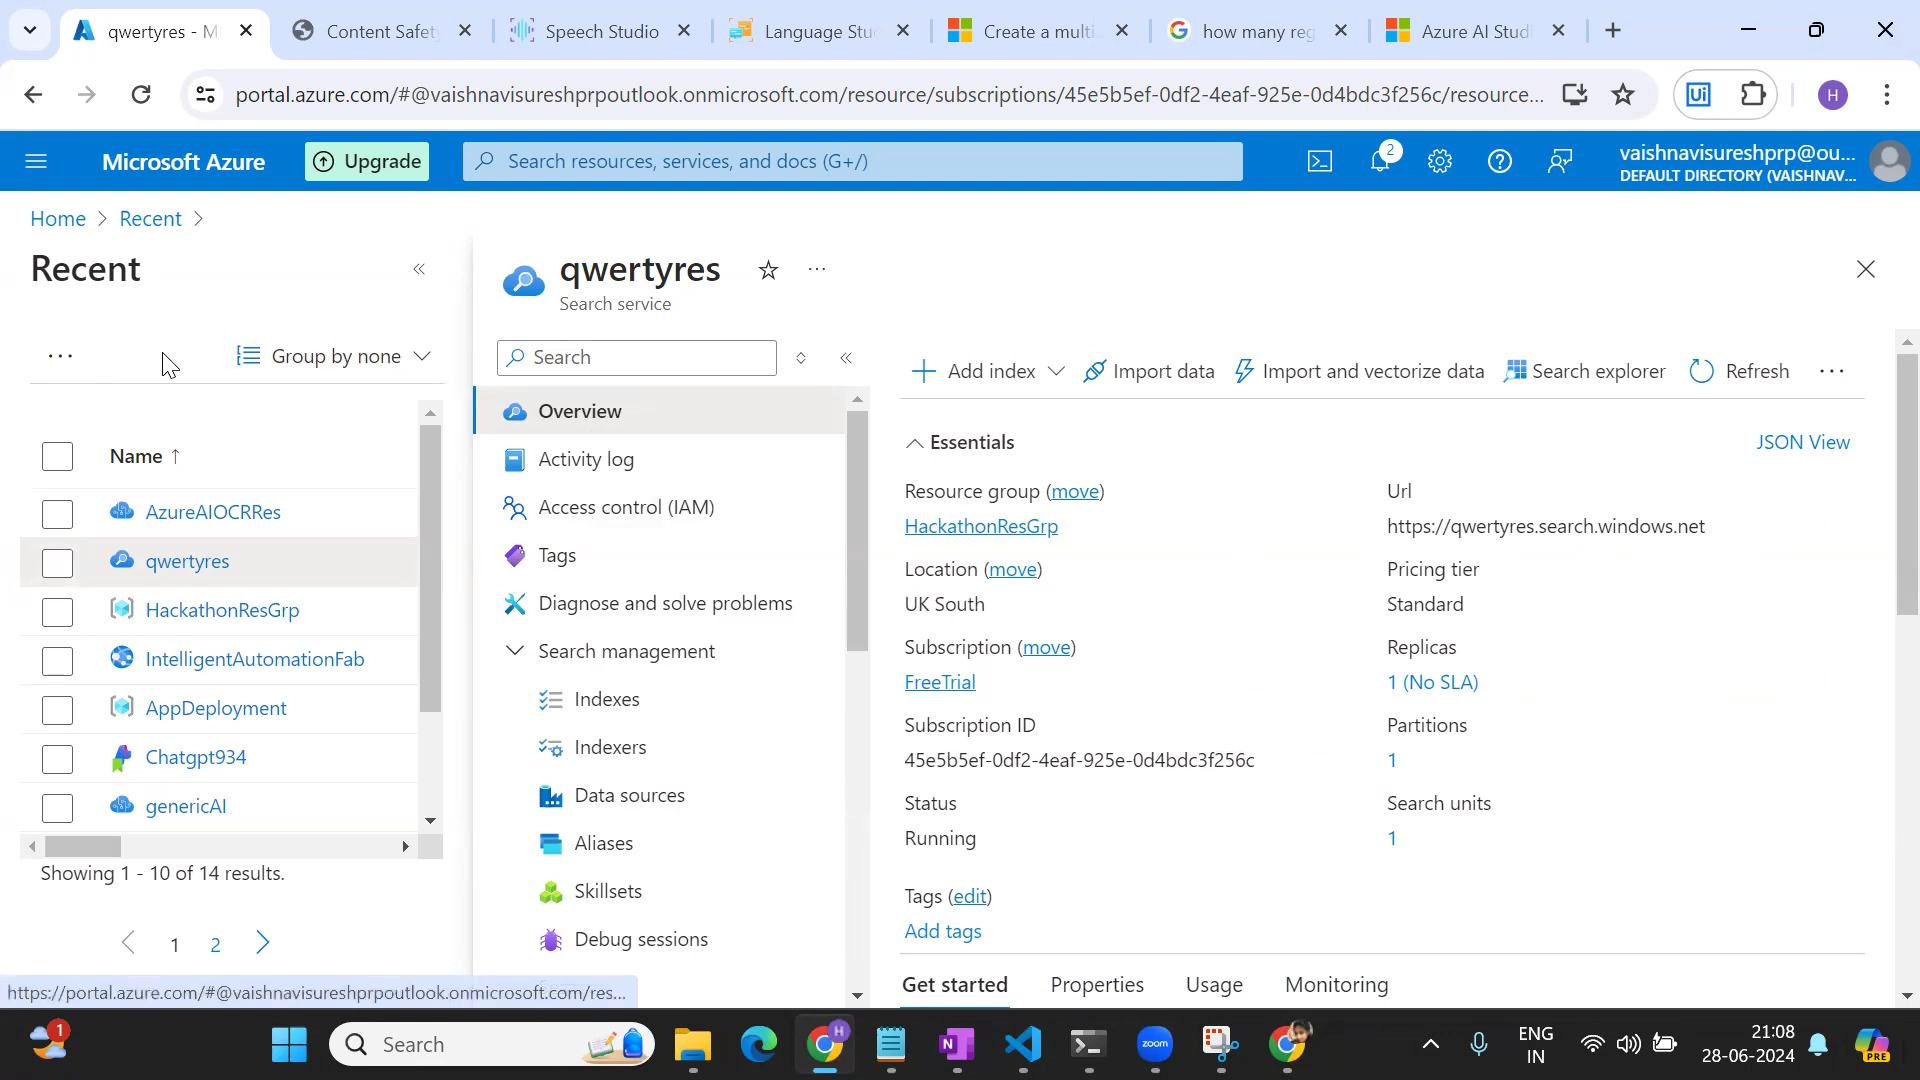 qwertyres - Mi
Content Safety
Speech Studio
Language Stu
Create a multi
how many reg
Azure AI Studi
portal.azure.com/#@vaishnavisureshprpoutlook.onmicrosoft.com/resource/subscriptions/45e5b5ef-0df2-4eaf-925e-0d4bdc3f256c/resource...
Ui
H
Microsoft Azure
Upgrade
Search resources, services, and docs (G+/)
2
vaishnavisureshprp@ou...
DEFAULT DIRECTORY (VAISHNAV...
Home > Recent >
Recent
Group by none
Name ↑
AzureAIOCRRes
qwertyres
HackathonResGrp
IntelligentAutomationFab
AppDeployment
Chatgpt934
genericAI
Showing 1 - 10 of 14 results.
1 2
https://portal.azure.com/#@vaishnavisureshprpoutlook.onmicrosoft.com/res...
qwertyres
Search service
Search
Overview
Activity log
Access control (IAM)
Tags
Diagnose and solve problems
Search management
Indexes
Indexers
Data sources
Aliases
Skillsets
Debug sessions
Add index
Import data
Import and vectorize data
Search explorer
Refresh
Essentials
JSON View
Resource group (move)
HackathonResGrp
Location (move)
UK South
Subscription (move)
FreeTrial
Subscription ID
45e5b5ef-0df2-4eaf-925e-0d4bdc3f256c
Status
Running
Url
https://qwertyres.search.windows.net
Pricing tier
Standard
Replicas
1 (No SLA)
Partitions
1
Search units
1
Tags (edit)
Add tags
Get started
Properties
Usage
Monitoring
1
Search
H
N
zoom
ENG
IN
21:08
28-06-2024
PRE